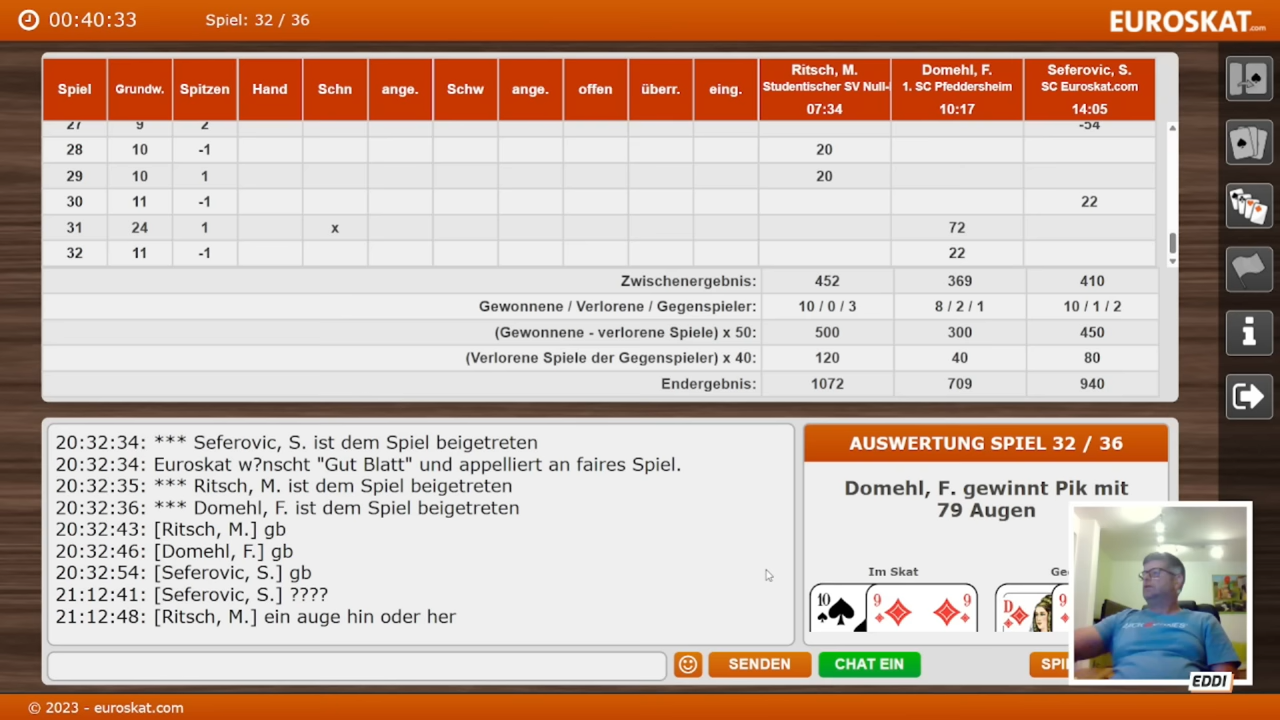 00:40:33 Spiel: 32 / 36 EUROSKAT.com
Spiel Grundw. Spitzen Hand Schn ange. Schw ange. offen überr. eing. Ritsch, M. Domehl, F. Seferovic, S.
Studentischer SV Null- 1. SC Pfeddersheim SC Euroskat.com
07:34 10:17 14:05
27 9 2 -54
28 10 -1 20
29 10 1 20
30 11 -1 22
31 24 1 x 72
32 11 -1 22
Zwischenergebnis: 452 369 410
Gewonnene / Verlorene / Gegenspieler: 10 / 0 / 3 8 / 2 / 1 10 / 1 / 2
(Gewonnene - verlorene Spiele) x 50: 500 300 450
(Verlorene Spiele der Gegenspieler) x 40: 120 40 80
Endergebnis: 1072 709 940
20:32:34: *** Seferovic, S. ist dem Spiel beigetreten
20:32:34: Euroskat w?nscht "Gut Blatt" und appelliert an faires Spiel.
20:32:35: *** Ritsch, M. ist dem Spiel beigetreten
20:32:36: *** Domehl, F. ist dem Spiel beigetreten
20:32:43: [Ritsch, M.] gb
20:32:46: [Domehl, F.] gb
20:32:54: [Seferovic, S.] gb
21:12:41: [Seferovic, S.] ????
21:12:48: [Ritsch, M.] ein auge hin oder her
AUSWERTUNG SPIEL 32 / 36
Domehl, F. gewinnt Pik mit
79 Augen
Im Skat
10 9 9 D 9
SENDEN CHAT EIN
EDDI
© 2023 - euroskat.com